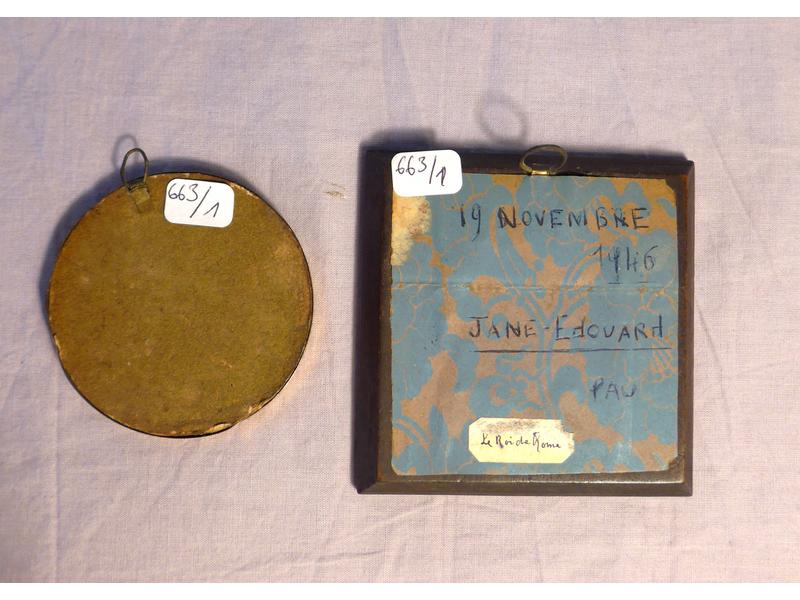 663/1
663/1
19 NOVEMBRE
1946
JANE-EdOUARd
PAU
Le Roi de Rome